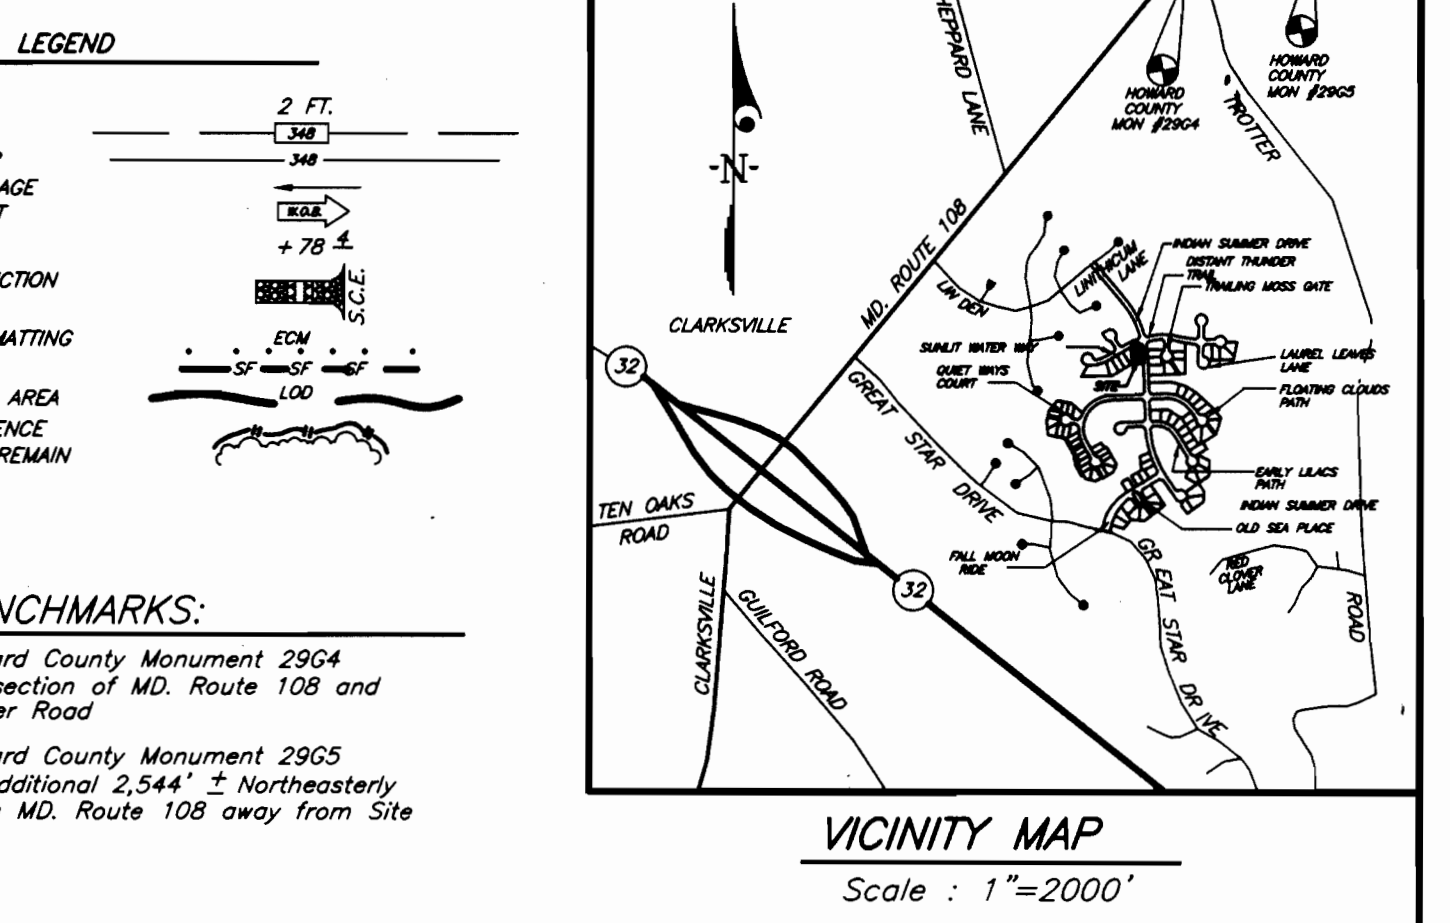 LEGEND
2 FT.
348
348
AGE
W.O.B.
+ 78 4
CTION
S.C.E.
MATTING
ECM
SF SF SF
AREA
LOD
ENCE
REMAIN
NCHMARKS:
ard County Monument 29G4
section of MD. Route 108 and
er Road
ard County Monument 29G5
dditional 2,544' ± Northeasterly
MD. Route 108 away from Site
HEPPARD LANE
HOWARD
COUNTY
MON #29G5
HOWARD
COUNTY
MON #29G4
TROTTER
-N-
CLARKSVILLE
MD. ROUTE 108
LINDEN
LINTHICUM
LANE
INDIAN SUMMER DRIVE
DISTANT THUNDER
TRAIL
TRAILING MOSS GATE
SUNLIT WATER WAY
QUIET WAYS
COURT
SITE
LAUREL LEAVES
LANE
FLOATING CLOUDS
PATH
32
GREAT STAR DRIVE
EARLY LILACS
PATH
INDIAN SUMMER DRIVE
OLD SEA PLACE
TEN OAKS
ROAD
FALL MOON
RIDE
RED
CLOVER
LANE
32
CLARKSVILLE
GUILFORD ROAD
GREAT STAR DRIVE
ROAD
VICINITY MAP
Scale : 1"=2000'